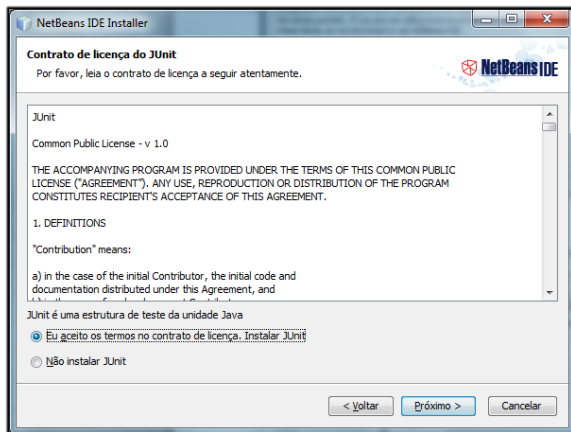 NetBeans IDE Installer
Contrato de licença do JUnit
Por favor, leia o contrato de licença a seguir atentamente.
NetBeans IDE
JUnit
Common Public License - v 1.0
THE ACCOMPANYING PROGRAM IS PROVIDED UNDER THE TERMS OF THIS COMMON PUBLIC
LICENSE ("AGREEMENT"). ANY USE, REPRODUCTION OR DISTRIBUTION OF THE PROGRAM
CONSTITUTES RECIPIENT'S ACCEPTANCE OF THIS AGREEMENT.
1. DEFINITIONS
"Contribution" means:
a) in the case of the initial Contributor, the initial code and
documentation distributed under this Agreement, and
JUnit é uma estrutura de teste da unidade Java
Eu aceito os termos no contrato de licença. Instalar JUnit
Não instalar JUnit
< Voltar
Próximo >
Cancelar